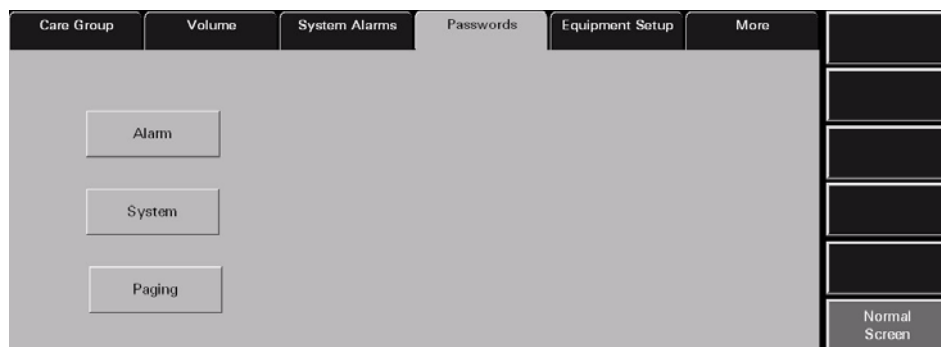 Care Group Volume System Alarms Passwords Equipment Setup More
Alarm
System
Paging
Normal
Screen